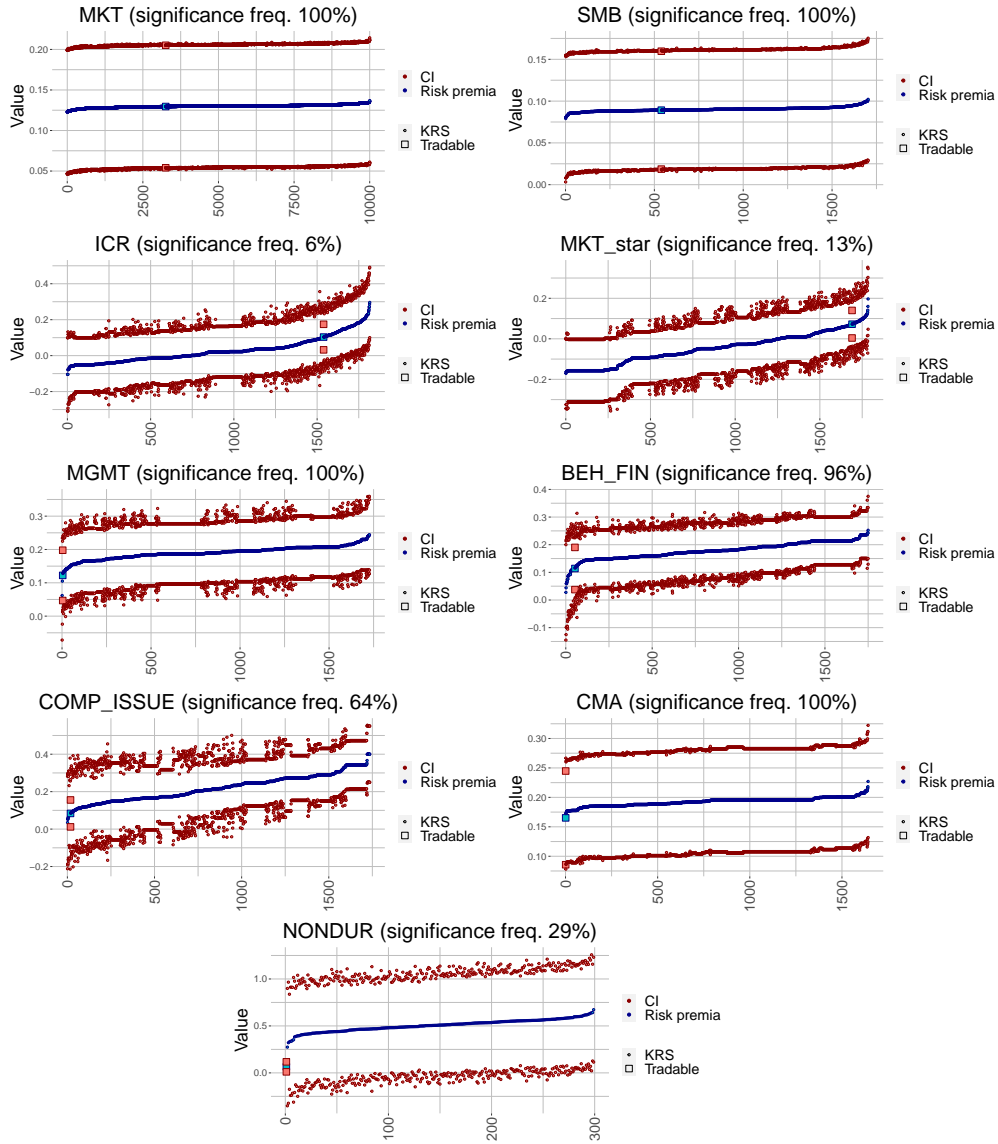 MKT (significance freq. 100%)
Value
0.20
0.15
0.10
0.05
0
2500
5000
7500
10000
CI
Risk premia
KRS
Tradable
SMB (significance freq. 100%)
0.15
0.10
0.05
0.00
0
500
1000
1500
CI
Risk premia
KRS
Tradable
ICR (significance freq. 6%)
Value
0.4
0.2
0.0
−0.2
0
500
1000
1500
CI
Risk premia
KRS
Tradable
MKT_star (significance freq. 13%)
0.2
0.0
−0.2
0
500
1000
1500
CI
Risk premia
KRS
Tradable
MGMT (significance freq. 100%)
Value
0.3
0.2
0.1
0.0
0
500
1000
1500
CI
Risk premia
KRS
Tradable
BEH_FIN (significance freq. 96%)
0.4
0.3
0.2
0.1
0.0
−0.1
0
500
1000
1500
CI
Risk premia
KRS
Tradable
COMP_ISSUE (significance freq. 64%)
Value
0.4
0.2
0.0
−0.2
0
500
1000
1500
CI
Risk premia
KRS
Tradable
CMA (significance freq. 100%)
0.30
0.25
0.20
0.15
0.10
0
500
1000
1500
CI
Risk premia
KRS
Tradable
NONDUR (significance freq. 29%)
Value
1.0
0.5
0.0
0
100
200
300
CI
Risk premia
KRS
Tradable